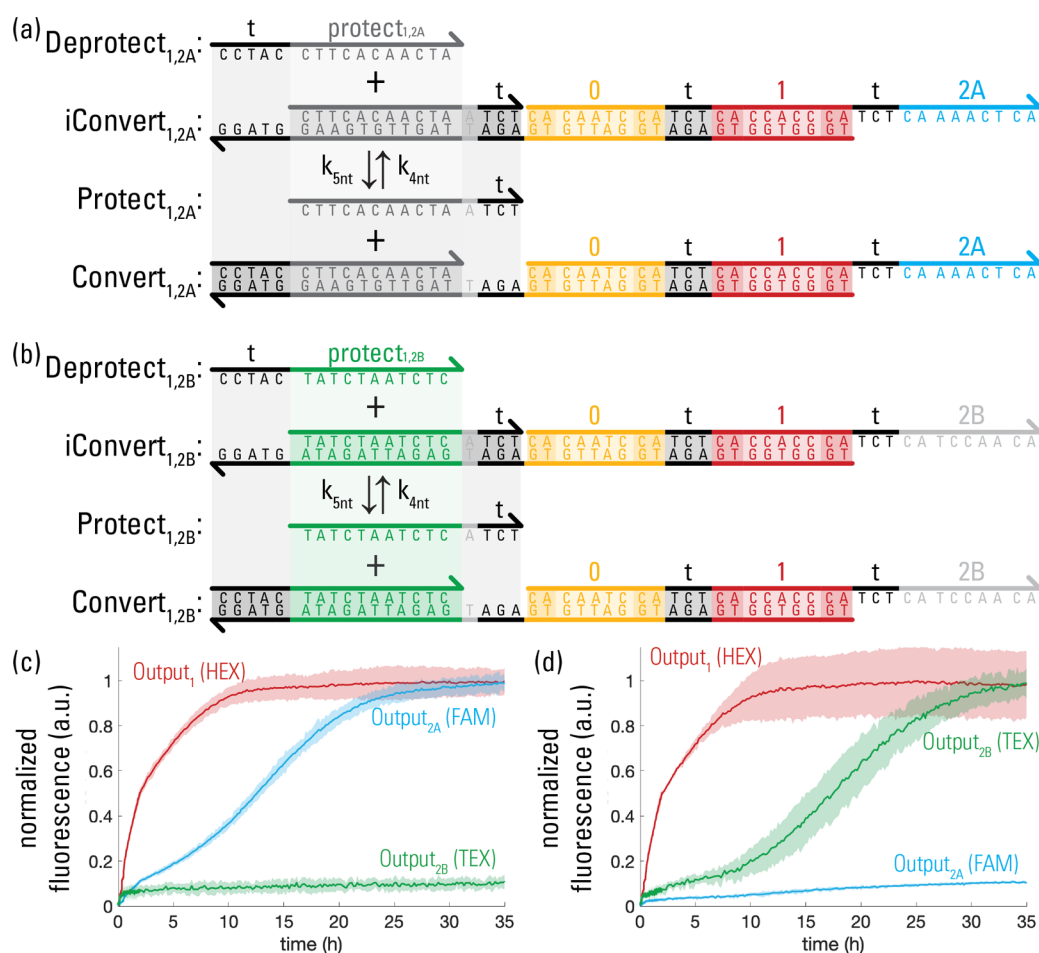 (a)
t protect1,2A
Deprotect1,2A:
CCTAC CTTCACAACTA
+
t 0 t 1 t 2A
CTTCACAACTA A TCT CACAATCGA TCT CACCACCCA TCT CAAAACTCA
iConvert1,2A:
GGATG GAAGTGTTGAT T AGA GTGTTAGGT AGA GTGGTGGGT
k5nt k4nt
t
Protect1,2A:
CTTCACAACTA A TCT
+
0 t 1 t 2A
CCTAC CTTCACAACTA CACAATCGA TCT CACCACCCA TCT CAAAACTCA
Convert1,2A:
GGATG GAAGTGTTGAT T AGA GTGTTAGGT AGA GTGGTGGGT
(b)
t protect1,2B
Deprotect1,2B:
CCTAC TATCTAATCTC
+
t 0 t 1 t 2B
TATCTAATCTC A TCT CACAATCGA TCT CACCACCCA TCT CATCCAACA
iConvert1,2B:
GGATG ATAGATTAGAG T AGA GTGTTAGGT AGA GTGGTGGGT
k5nt k4nt
t
Protect1,2B:
TATCTAATCTC A TCT
+
0 t 1 t 2B
CCTAC TATCTAATCTC CACAATCGA TCT CACCACCCA TCT CATCCAACA
Convert1,2B:
GGATG ATAGATTAGAG T AGA GTGTTAGGT AGA GTGGTGGGT
(c)
Output1 (HEX)
Output2A (FAM)
Output2B (TEX)
normalized
fluorescence (a.u.)
1
0.8
0.6
0.4
0.2
0
0 5 10 15 20 25 30 35
time (h)
(d)
Output1 (HEX)
Output2B (TEX)
Output2A (FAM)
normalized
fluorescence (a.u.)
1
0.8
0.6
0.4
0.2
0
0 5 10 15 20 25 30 35
time (h)